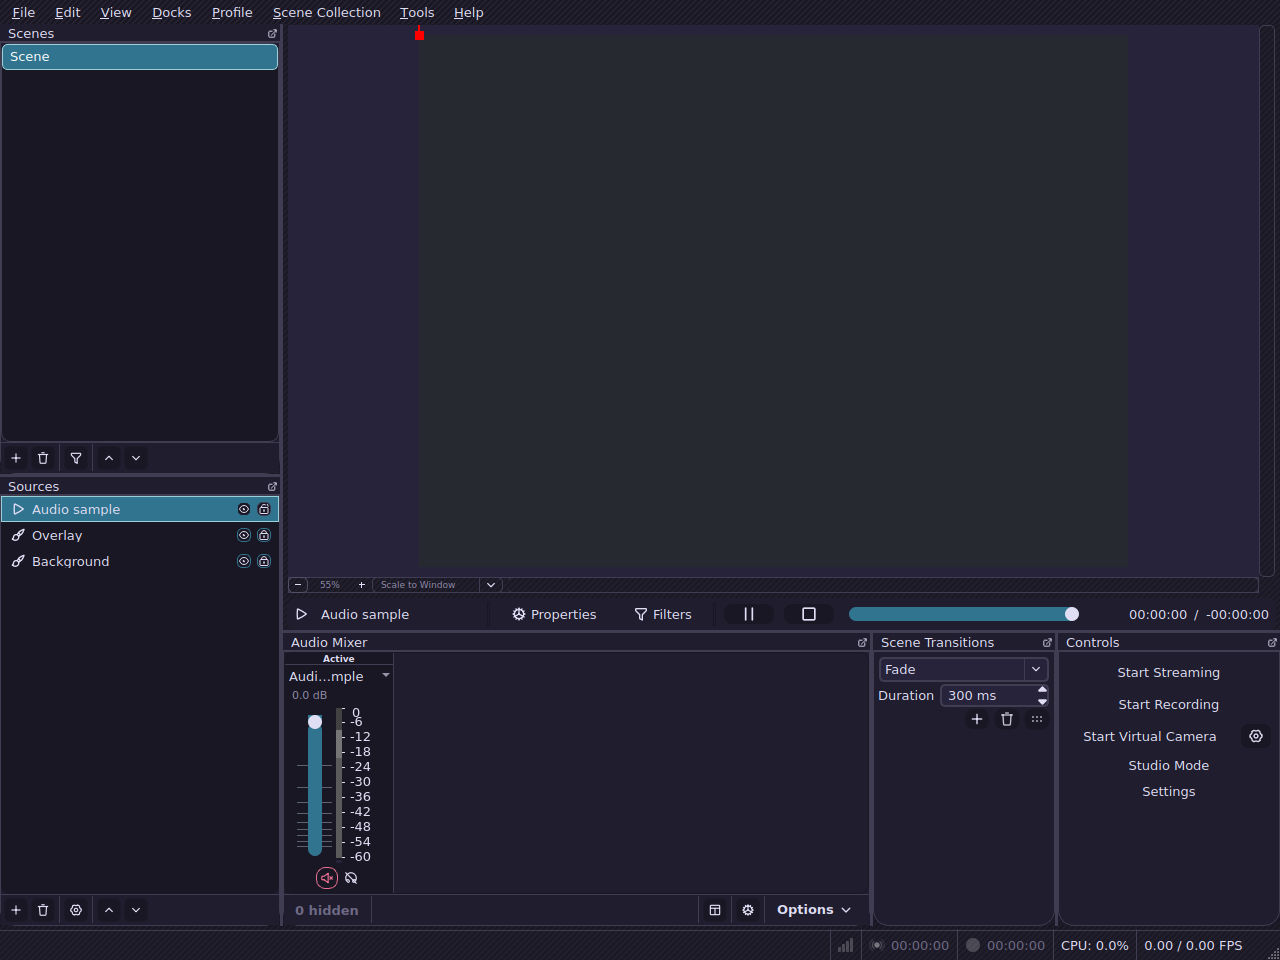 File Edit View Docks Profile Scene Collection Tools Help
Scenes
Scene
Sources
Audio sample
Overlay
Background
55% Scale to Window
Audio sample Properties Filters 00:00:00 / -00:00:00
Audio Mixer
Active
Audi...mple
0.0 dB
0
-6
-12
-18
-24
-30
-36
-42
-48
-54
-60
0 hidden Options
Scene Transitions
Fade
Duration 300 ms
Controls
Start Streaming
Start Recording
Start Virtual Camera
Studio Mode
Settings
00:00:00 00:00:00 CPU: 0.0% 0.00 / 0.00 FPS